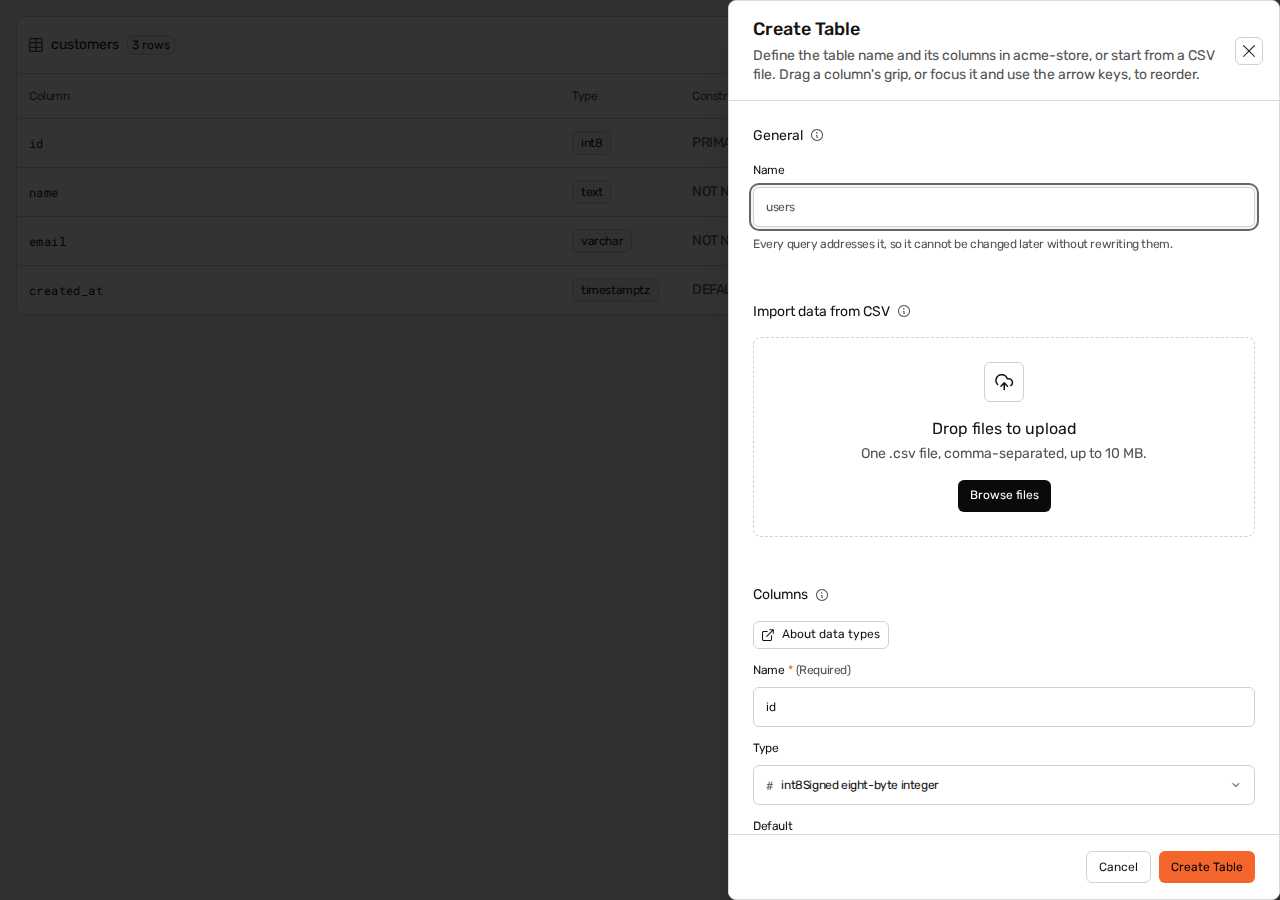 customers 3 rows
Column Type Constr
id int8 PRIMA
name text NOT N
email varchar NOT N
created_at timestamptz DEFAU
Create Table
Define the table name and its columns in acme-store, or start from a CSV
file. Drag a column's grip, or focus it and use the arrow keys, to reorder.
General
Name
users
Every query addresses it, so it cannot be changed later without rewriting them.
Import data from CSV
Drop files to upload
One .csv file, comma-separated, up to 10 MB.
Browse files
Columns
About data types
Name * (Required)
id
Type
# int8Signed eight-byte integer
Default
Cancel Create Table